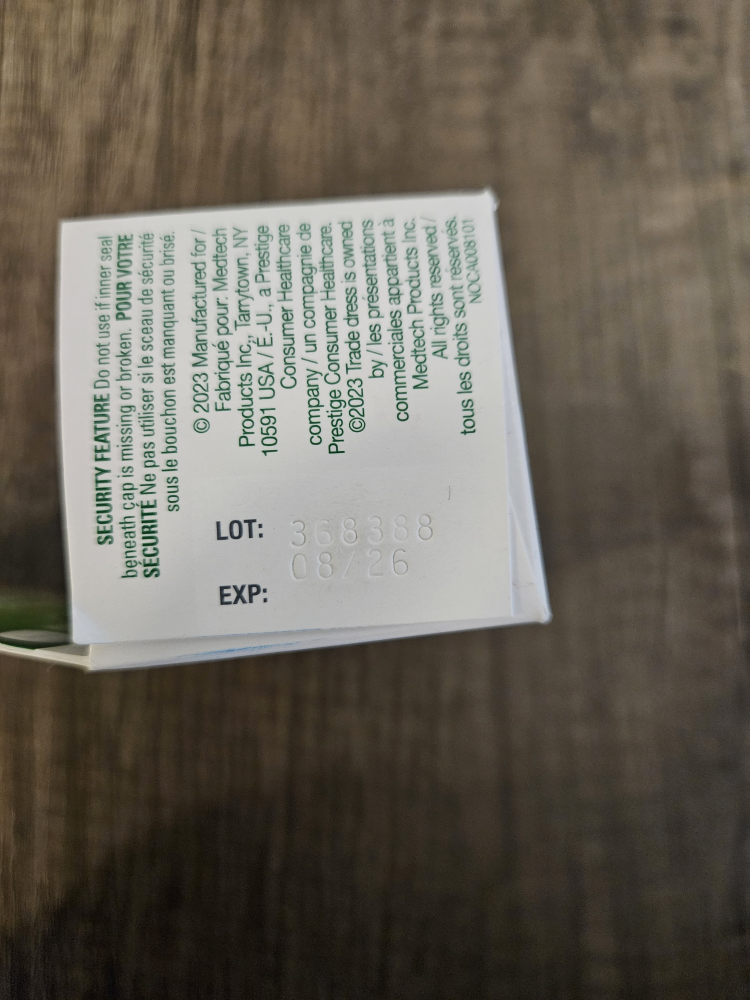 SECURITY FEATURE Do not use if inner seal
beneath cap is missing or broken. POUR VOTRE
SÉCURITÉ Ne pas utiliser si le sceau de sécurité
sous le bouchon est manquant ou brisé.
© 2023 Manufactured for /
Fabriqué pour: Medtech
Products Inc., Tarrytown, NY
10591 USA / É.-U., a Prestige
Consumer Healthcare
company / un compagnie de
Prestige Consumer Healthcare.
©2023 Trade dress is owned
by / les présentations
commerciales appartient à
Medtech Products Inc.
All rights reserved /
tous les droits sont réservés.
NOCA008101
LOT: 368388
EXP: 08/26